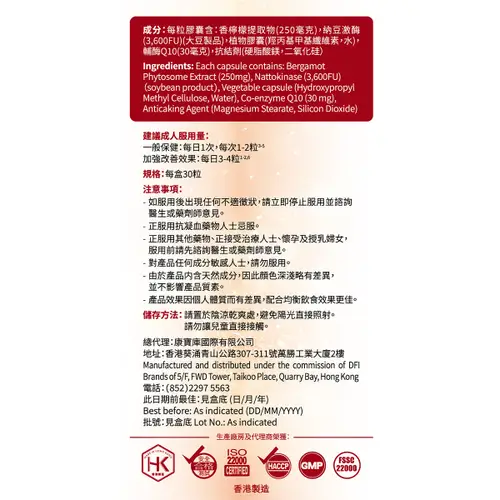 成分:每粒膠囊含:香檸檬提取物(250毫克),納豆激酶
(3,600FU)(大豆製品),植物膠囊(羥丙基甲基纖維素,水),
輔酶Q10(30毫克),抗結劑(硬脂酸鎂,二氧化硅)
Ingredients: Each capsule contains: Bergamot
Phytosome Extract (250mg), Nattokinase (3,600FU)
(soybean product), Vegetable capsule (Hydroxypropyl
Methyl Cellulose, Water), Co-enzyme Q10 (30 mg),
Anticaking Agent (Magnesium Stearate, Silicon Dioxide)
建議成人服用量:
一般保健:每日1次,每次1-2粒
加強改善效果:每日3-4粒
規格:每盒30粒
注意事項:
- 如服用後出現任何不適徵狀,請立即停止服用並諮詢
醫生或藥劑師意見。
- 正服用抗凝血藥物人士忌服。
- 正服用其他藥物、正接受治療人士、懷孕及授乳婦女,
服用前請先諮詢醫生或藥劑師意見。
- 對產品任何成分敏感人士,請勿服用。
- 由於產品內含天然成分,因此顏色深淺略有差異,
並不影響產品質素。
- 產品效果因個人體質而有差異,配合均衡飲食效果更佳。
儲存方法:請置於陰涼乾爽處,避免陽光直接照射。
請勿讓兒童直接接觸。
總代理:康寶庫國際有限公司
地址:香港葵涌青山公路307-311號萬勝工業大廈2樓
Manufactured and distributed under the commission of DFI
Brands of 5/F, FWD Tower, Taikoo Place, Quarry Bay, Hong Kong
電話:(852)2297 5563
此日期前最佳:見盒底 (日/月/年)
Best before: As indicated (DD/MM/YYYY)
批號:見盒底 Lot No.: As indicated
生產廠房及代理商榮獲:
HK
安全
合格
ISO
22000
CERTIFIED
HACCP
GMP
FSSC
22000
香港製造